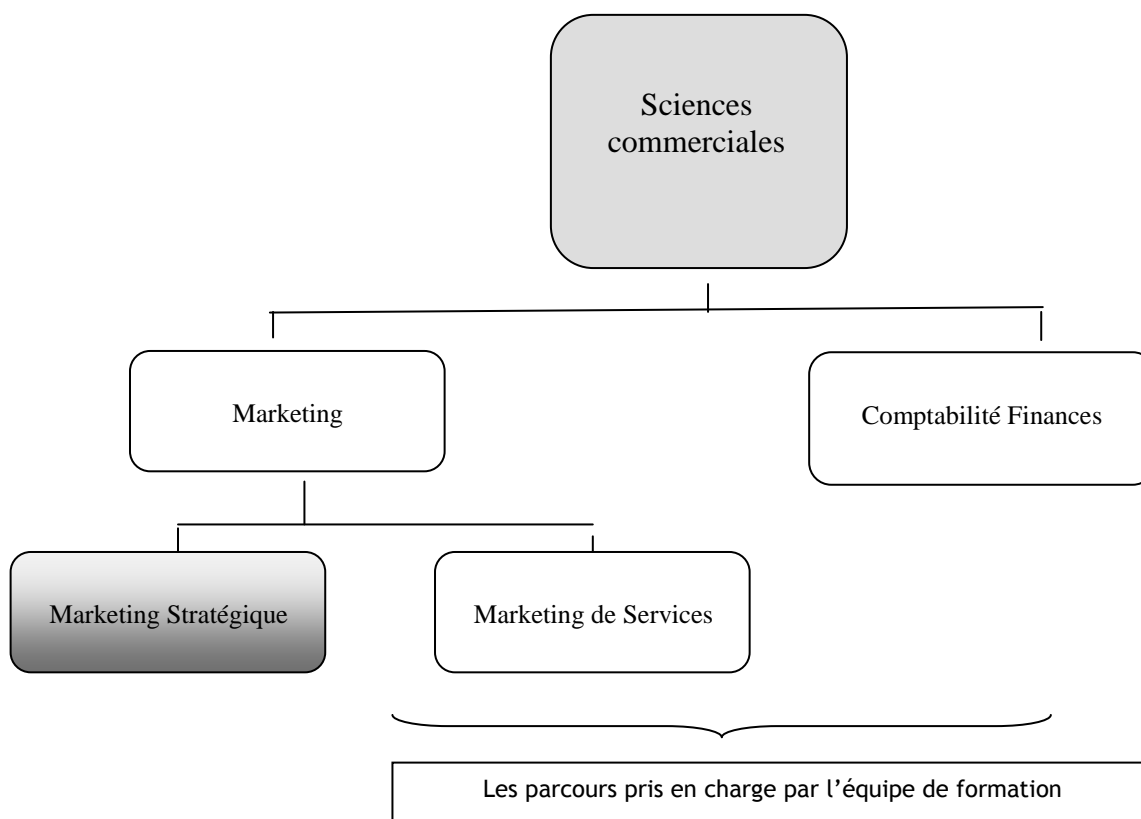 Sciences
commerciales
Marketing
Comptabilité Finances
Marketing Stratégique
Marketing de Services
Les parcours pris en charge par l’équipe de formation